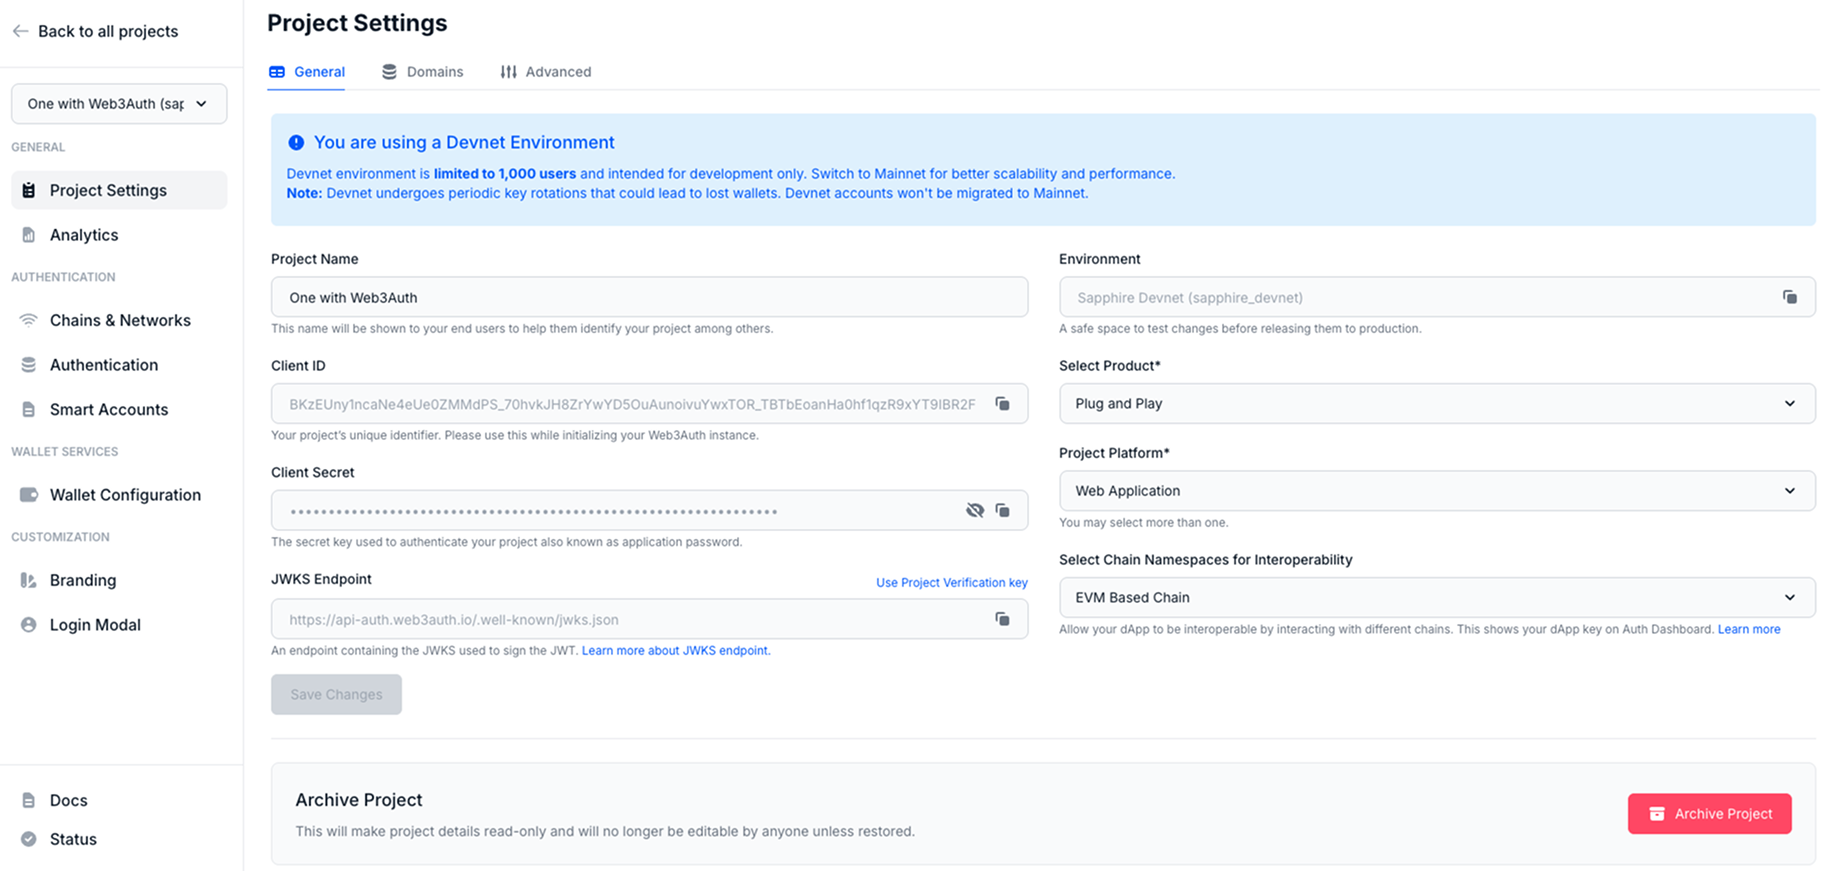 Back to all projects
One with Web3Auth (sap
GENERAL
Project Settings
Analytics
AUTHENTICATION
Chains & Networks
Authentication
Smart Accounts
WALLET SERVICES
Wallet Configuration
CUSTOMIZATION
Branding
Login Modal
Docs
Status
Project Settings
General Domains Advanced
You are using a Devnet Environment
Devnet environment is limited to 1,000 users and intended for development only. Switch to Mainnet for better scalability and performance.
Note: Devnet undergoes periodic key rotations that could lead to lost wallets. Devnet accounts won't be migrated to Mainnet.
Project Name
One with Web3Auth
This name will be shown to your end users to help them identify your project among others.
Client ID
BKzEUny1ncaNe4eUe0ZMMdPS_70hvkJH8ZrYwYD5OuAunoivuYwxTOR_TBTbEoanHa0hf1qzR9xYT9IBR2F
Your project's unique identifier. Please use this while initializing your Web3Auth instance.
Client Secret
The secret key used to authenticate your project also known as application password.
JWKS Endpoint
Use Project Verification key
https://api-auth.web3auth.io/.well-known/jwks.json
An endpoint containing the JWKS used to sign the JWT. Learn more about JWKS endpoint.
Save Changes
Environment
Sapphire Devnet (sapphire_devnet)
A safe space to test changes before releasing them to production.
Select Product*
Plug and Play
Project Platform*
Web Application
You may select more than one.
Select Chain Namespaces for Interoperability
EVM Based Chain
Allow your dApp to be interoperable by interacting with different chains. This shows your dApp key on Auth Dashboard. Learn more
Archive Project
This will make project details read-only and will no longer be editable by anyone unless restored.
Archive Project